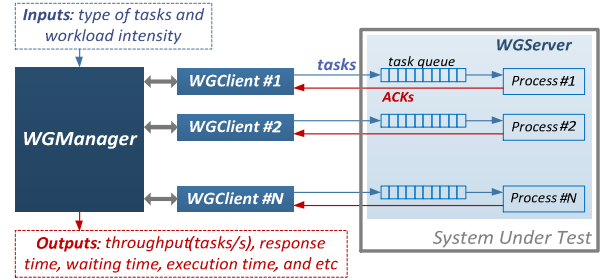 Inputs: type of tasks and
workload intensity
WGManager
WGClient #1
WGClient #2
WGClient #N
tasks
ACKs
WGServer
task queue
Process#1
Process#2
Process#N
System Under Test
Outputs: throughput(tasks/s), response
time, waiting time, execution time, and etc